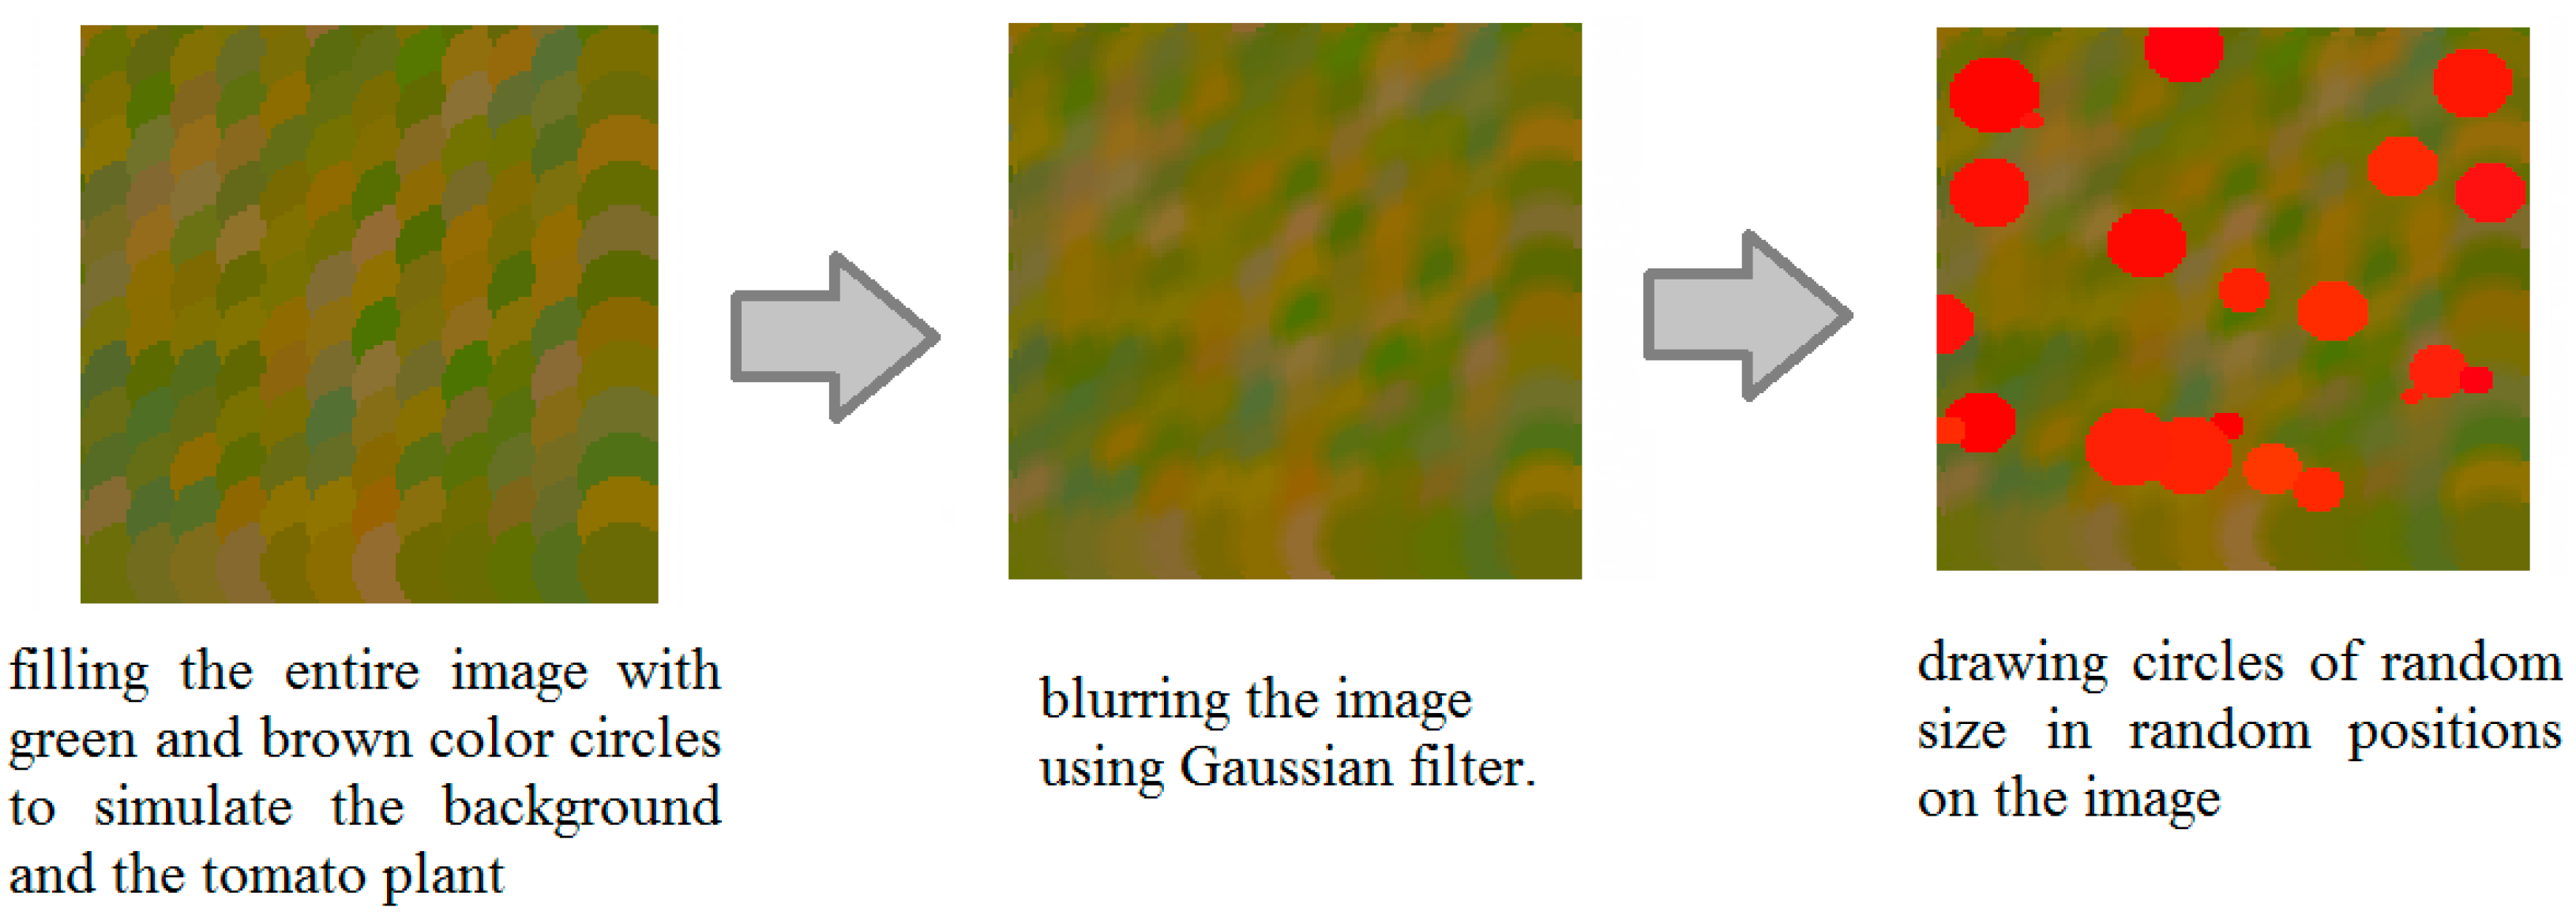 filling the entire image with
green and brown color circles
to simulate the background
and the tomato plant
blurring the image
using Gaussian filter.
drawing circles of random
size in random positions
on the image